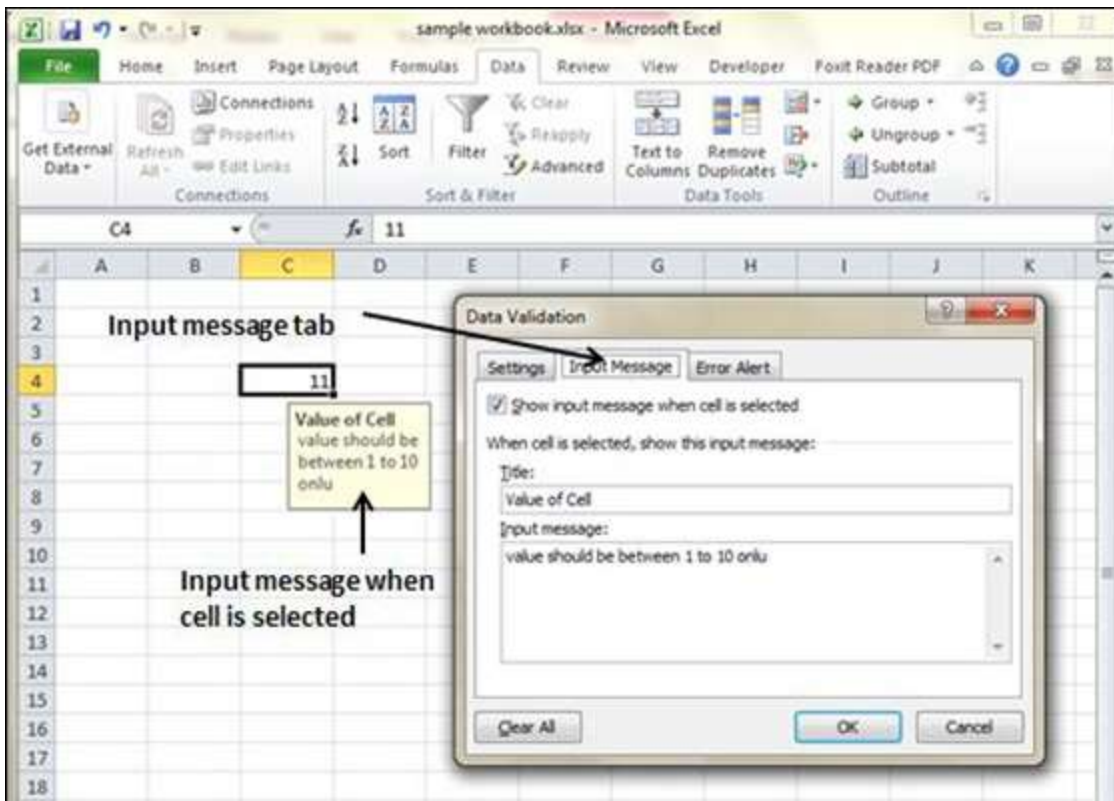 sample workbook.xlsx - Microsoft Excel
File Home Insert Page Layout Formulas Data Review View Developer Foxit Reader PDF
Get External Data
Refresh All
Connections
Properties
Edit Links
Connections
Sort
Filter
Clear
Reapply
Advanced
Sort & Filter
Text to Columns
Remove Duplicates
Data Tools
Group
Ungroup
Subtotal
Outline
C4 fx 11
A B C D E F G H I J K
1
2
3
4
5
6
7
8
9
10
11
12
13
14
15
16
17
18
Input message tab
11
Value of Cell
value should be
between 1 to 10
onlu
Input message when
cell is selected
Data Validation
Settings Input Message Error Alert
Show input message when cell is selected
When cell is selected, show this input message:
Title:
Value of Cell
Input message:
value should be between 1 to 10 onlu
Clear All OK Cancel